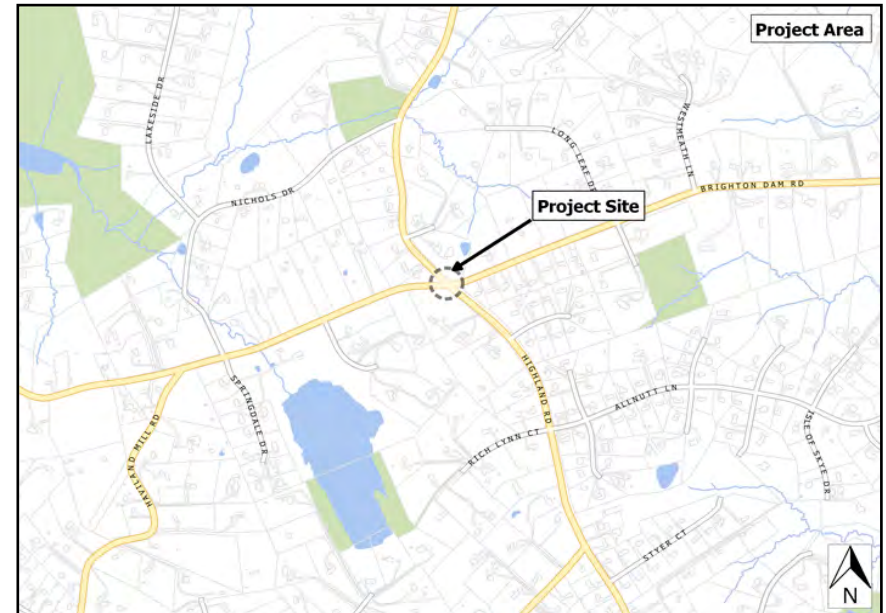 Project Area
LAKESIDE DR
WESTMEATH LN
LONG LEAF DR
NICHOLS DR
BRIGHTON DAM RD
Project Site
HIGHLAND RD
ALLNUTT LN
SPRINGDALE DR
RICH LYNN CT
ISLE OF SKYE DR
HAVILAND MILL RD
STYER CT
N